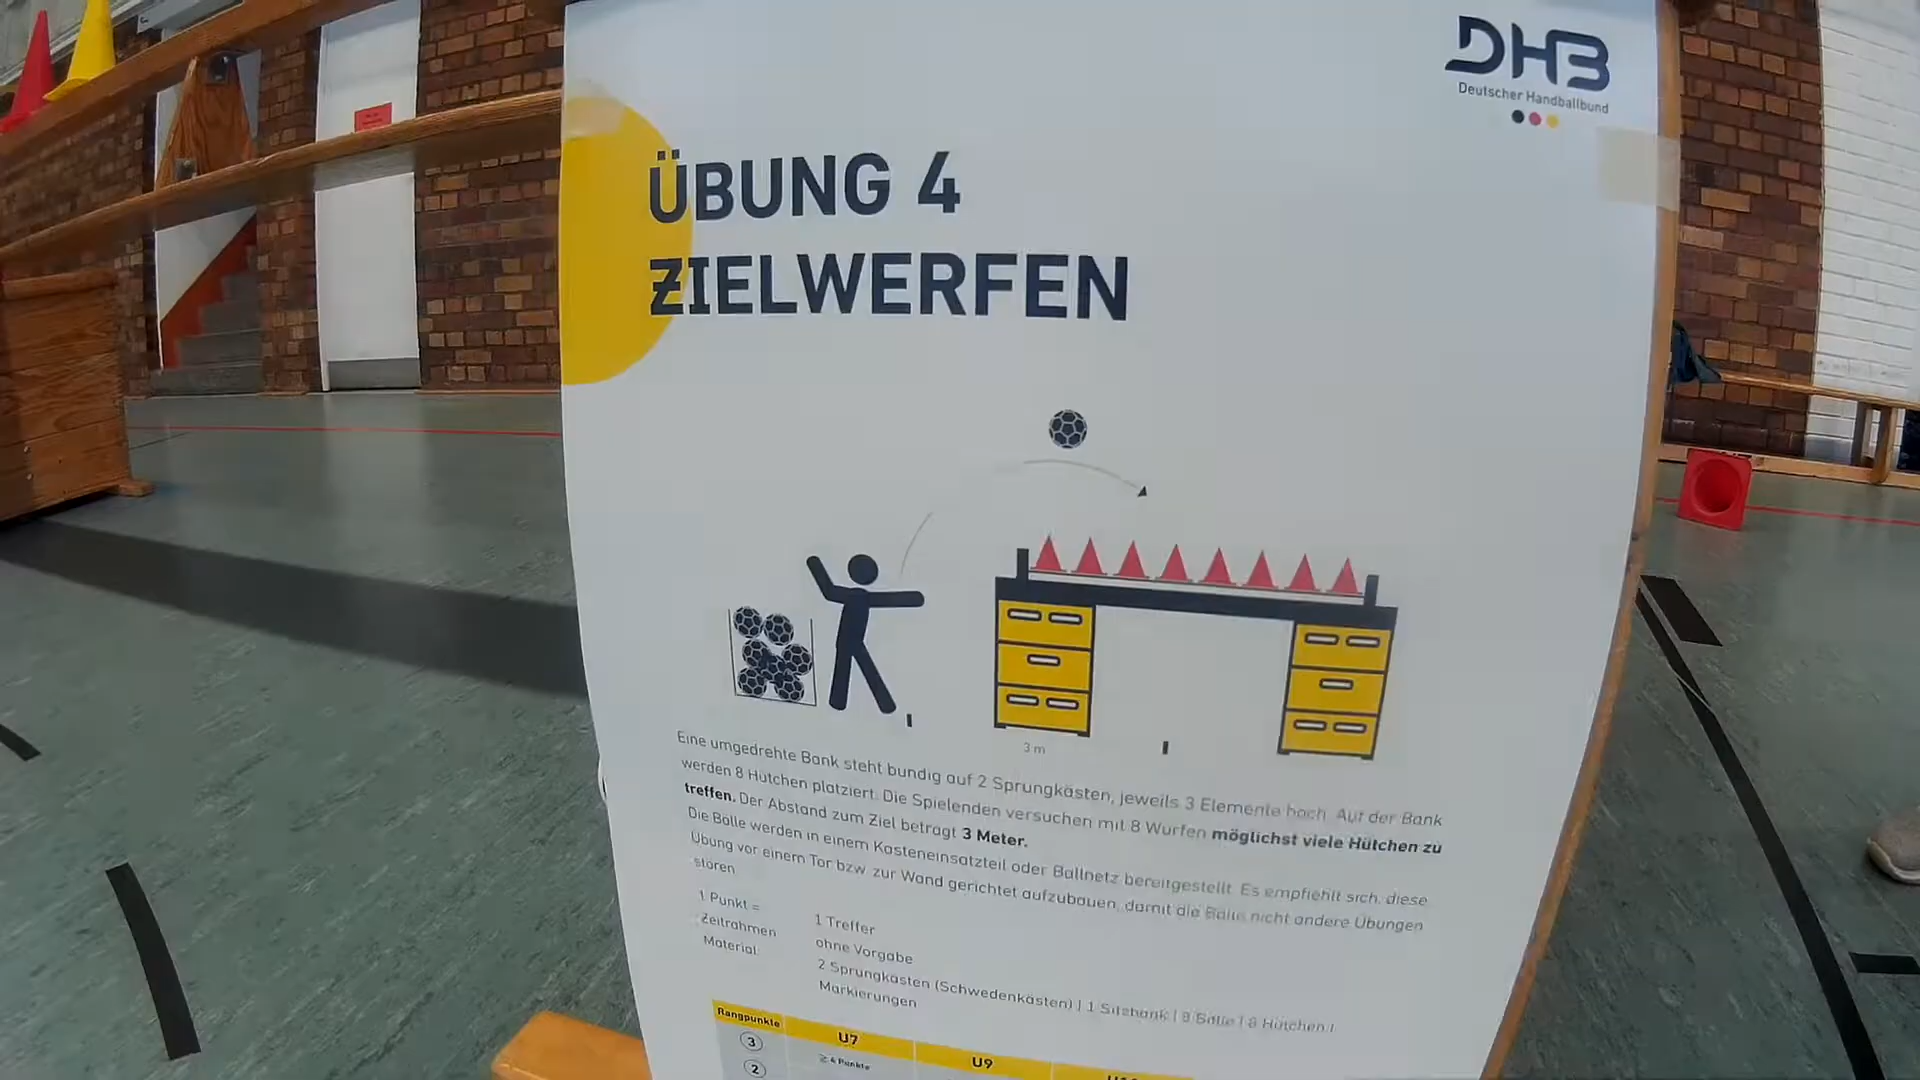 DHB
Deutscher Handballbund
ÜBUNG 4
ZIELWERFEN
3 m
Eine umgedrehte Bank steht bündig auf 2 Sprungkästen, jeweils 3 Elemente hoch. Auf der Bank
werden 8 Hütchen platziert. Die Spielenden versuchen mit 8 Würfen möglichst viele Hütchen zu
treffen. Der Abstand zum Ziel beträgt 3 Meter.
Die Bälle werden in einem Kasteneinsatzteil oder Ballnetz bereitgestellt. Es empfiehlt sich, diese
Übung vor einem Tor bzw. zur Wand gerichtet aufzubauen, damit die Bälle nicht andere Übungen
stören.
1 Punkt = 1 Treffer
Zeitrahmen ohne Vorgabe
Material: 2 Sprungkästen (Schwedenkästen) | 1 Sitzbank | 8 Bälle | 8 Hütchen |
Markierungen
Rangpunkte U7 U9
3 ≥ 4 Punkte
2